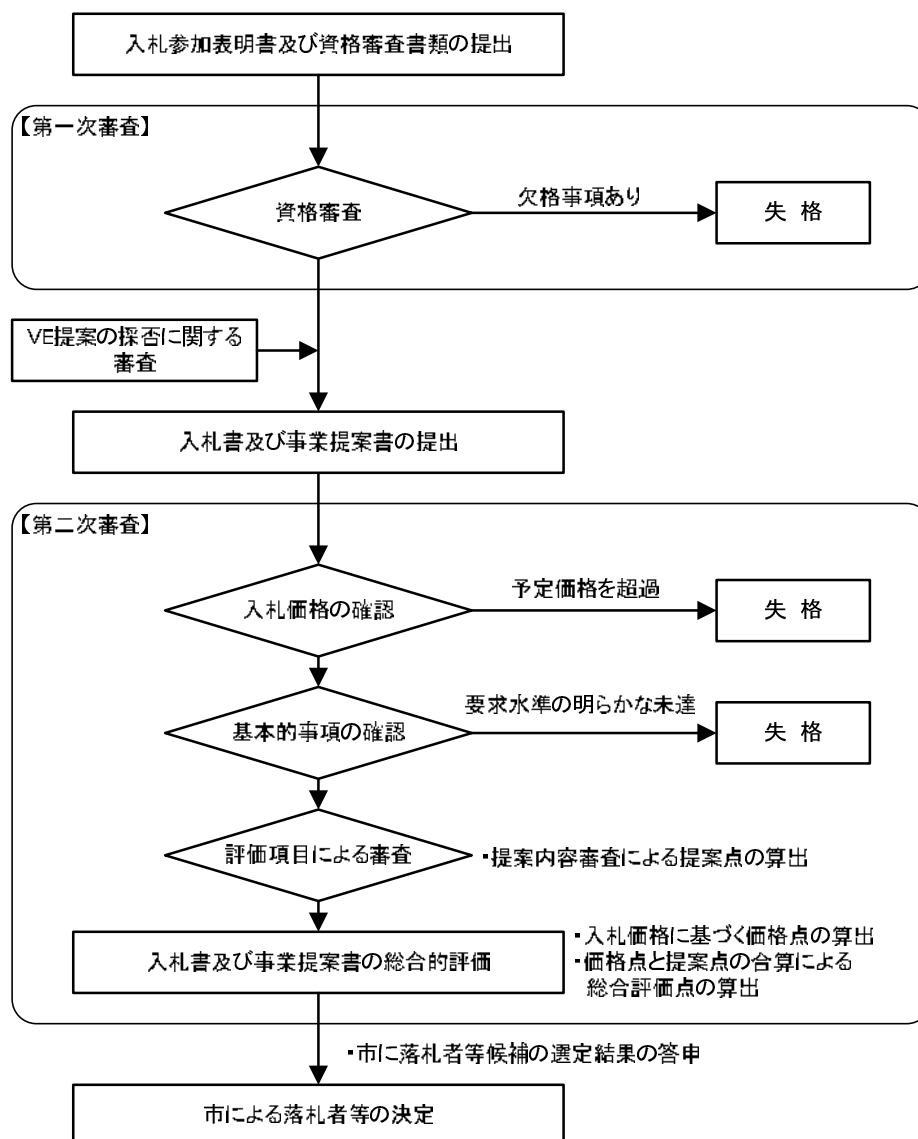 入札参加表明書及び資格審査書類の提出
【第一次審査】
資格審査
欠格事項あり
失 格
VE提案の採否に関する
審査
入札書及び事業提案書の提出
【第二次審査】
入札価格の確認
予定価格を超過
失 格
基本的事項の確認
要求水準の明らかな未達
失 格
評価項目による審査
・提案内容審査による提案点の算出
入札書及び事業提案書の総合的評価
・入札価格に基づく価格点の算出
・価格点と提案点の合算による
総合評価点の算出
・市に落札者等候補の選定結果の答申
市による落札者等の決定